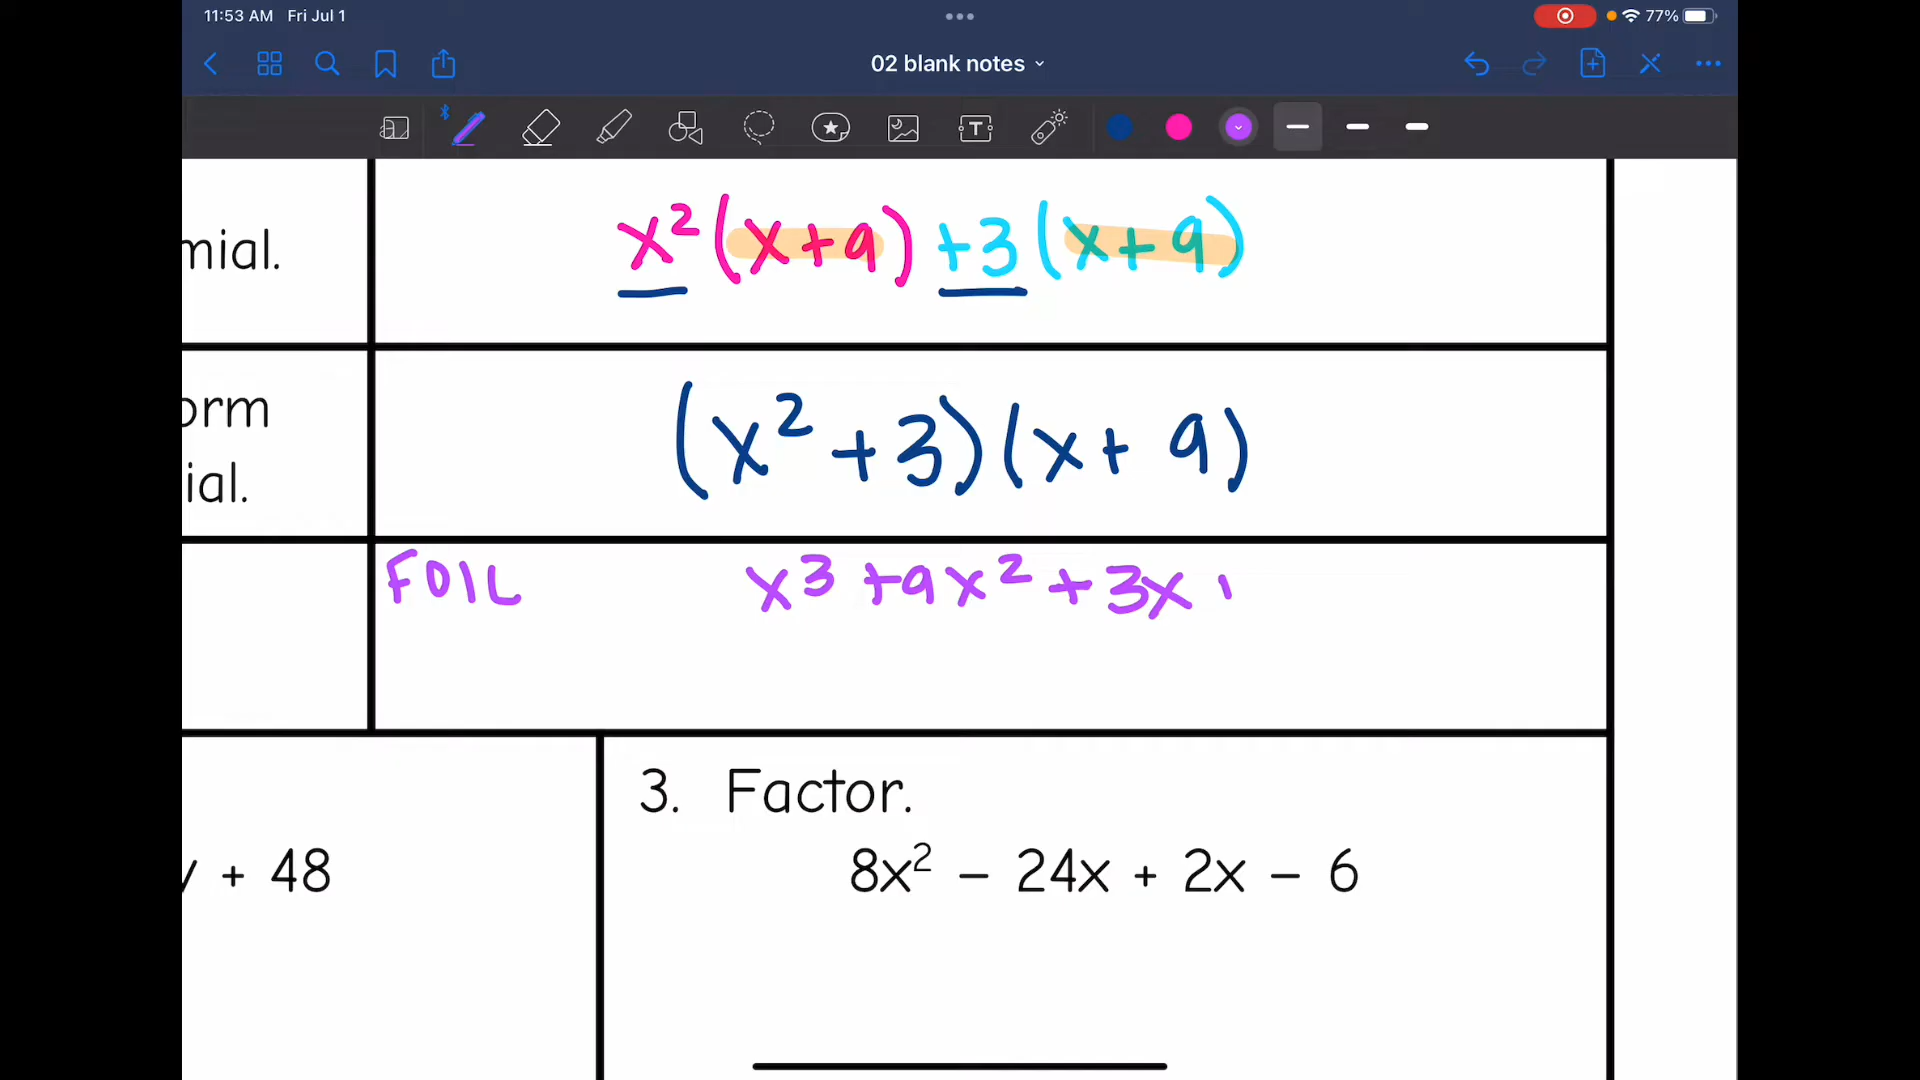 11:53 AM Fri Jul 1
77%
02 blank notes
mial.
x²(x+9) +3(x+9)
orm
ial.
(x²+3)(x+9)
FOIL
x³+9x²+3x
+ 48
3. Factor.
8x² − 24x + 2x − 6